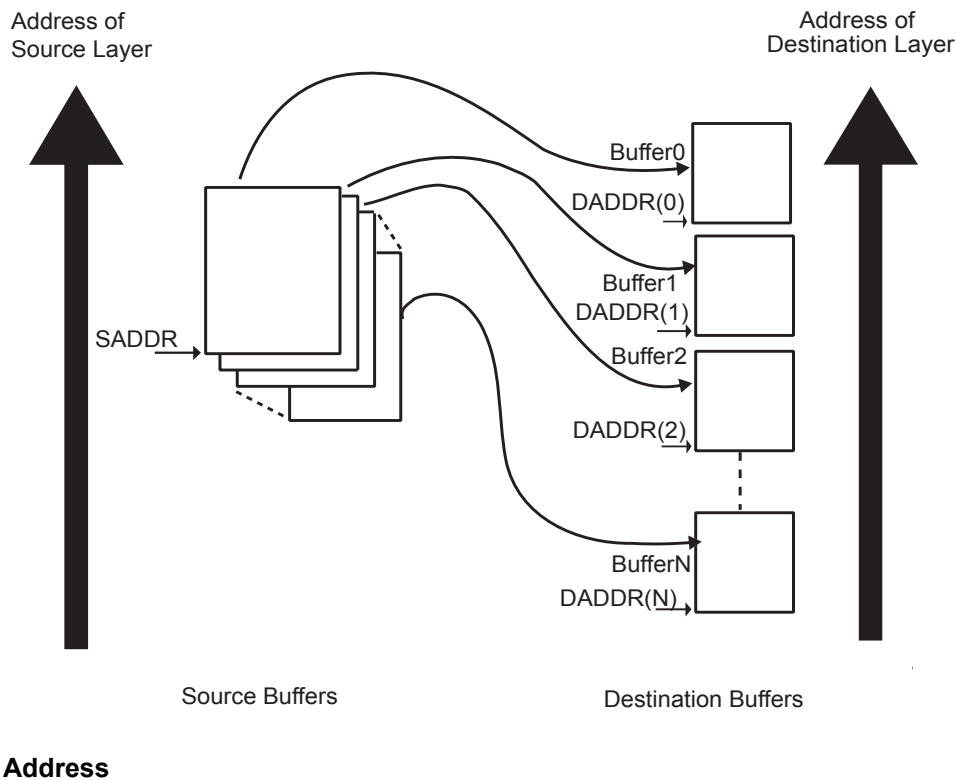 Address of
Source Layer
Address of
Destination Layer
Buffer0
DADDR(0)
Buffer1
DADDR(1)
SADDR
Buffer2
DADDR(2)
BufferN
DADDR(N)
Source Buffers
Destination Buffers
Address